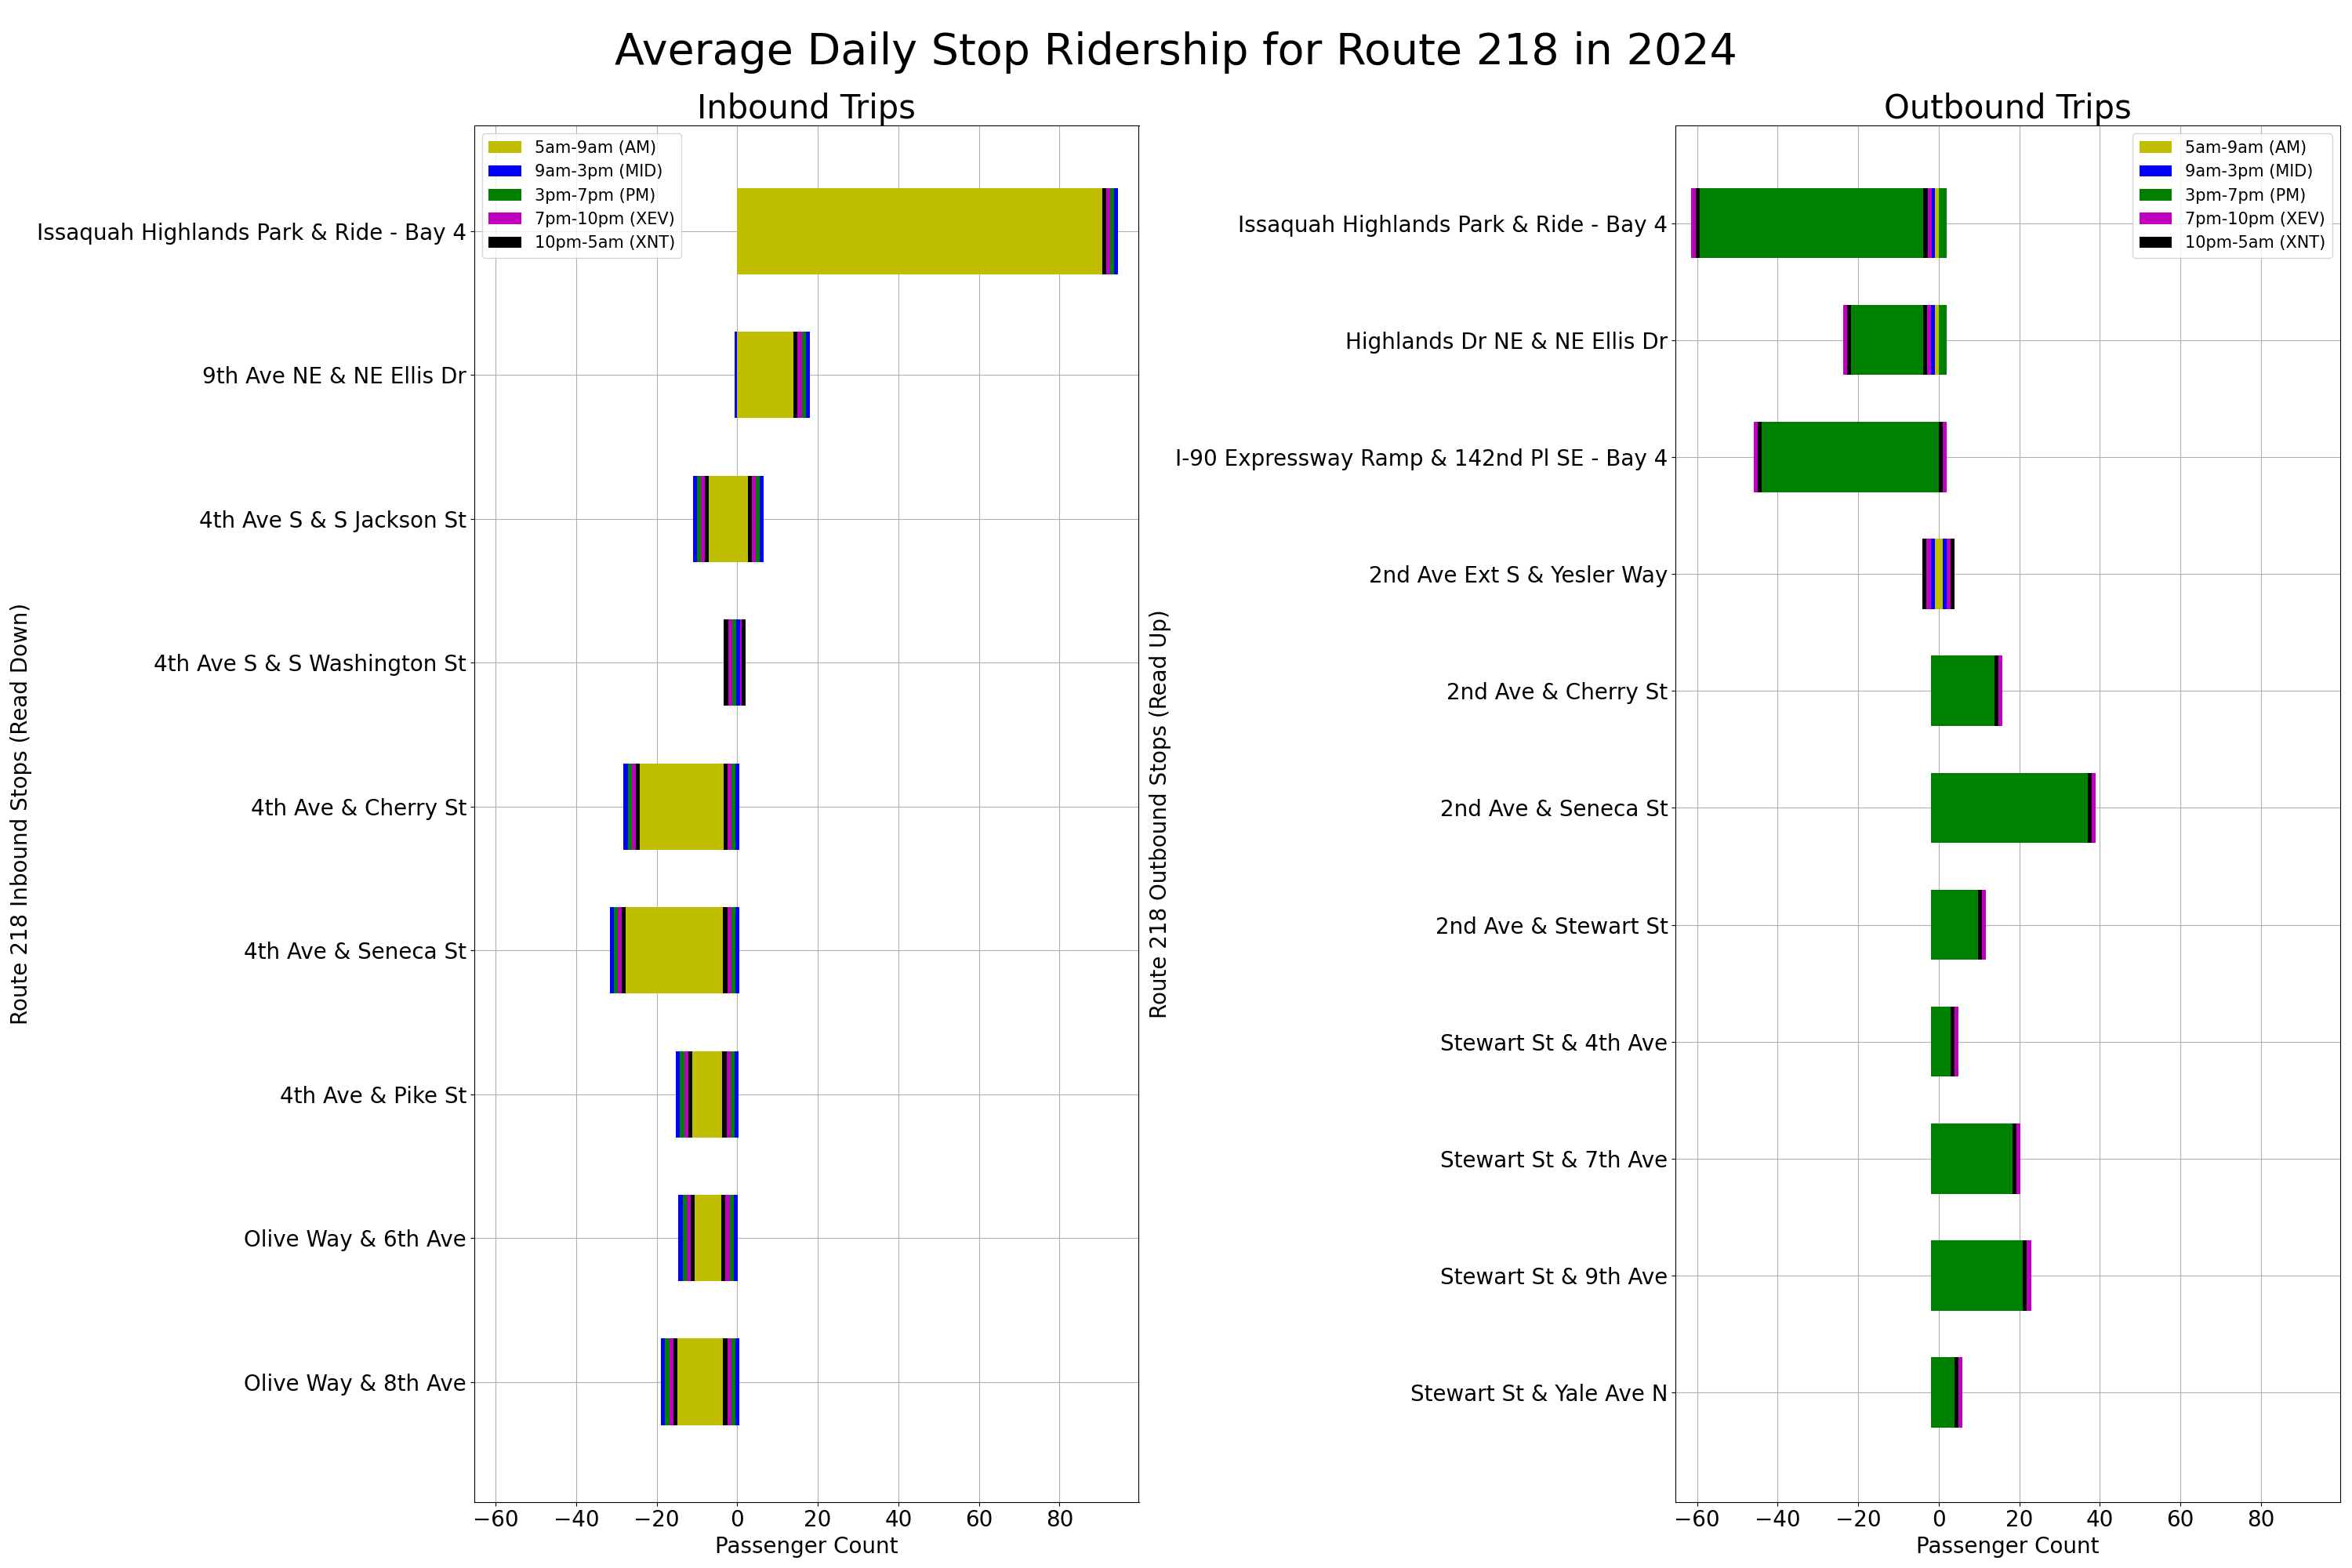 Average Daily Stop Ridership for Route 218 in 2024
Inbound Trips
5am-9am (AM)
9am-3pm (MID)
3pm-7pm (PM)
7pm-10pm (XEV)
10pm-5am (XNT)
Route 218 Inbound Stops (Read Down)
Issaquah Highlands Park & Ride - Bay 4
9th Ave NE & NE Ellis Dr
4th Ave S & S Jackson St
4th Ave S & S Washington St
4th Ave & Cherry St
4th Ave & Seneca St
4th Ave & Pike St
Olive Way & 6th Ave
Olive Way & 8th Ave
−60 −40 −20 0 20 40 60 80
Passenger Count
Outbound Trips
5am-9am (AM)
9am-3pm (MID)
3pm-7pm (PM)
7pm-10pm (XEV)
10pm-5am (XNT)
Route 218 Outbound Stops (Read Up)
Issaquah Highlands Park & Ride - Bay 4
Highlands Dr NE & NE Ellis Dr
I-90 Expressway Ramp & 142nd Pl SE - Bay 4
2nd Ave Ext S & Yesler Way
2nd Ave & Cherry St
2nd Ave & Seneca St
2nd Ave & Stewart St
Stewart St & 4th Ave
Stewart St & 7th Ave
Stewart St & 9th Ave
Stewart St & Yale Ave N
−60 −40 −20 0 20 40 60 80
Passenger Count